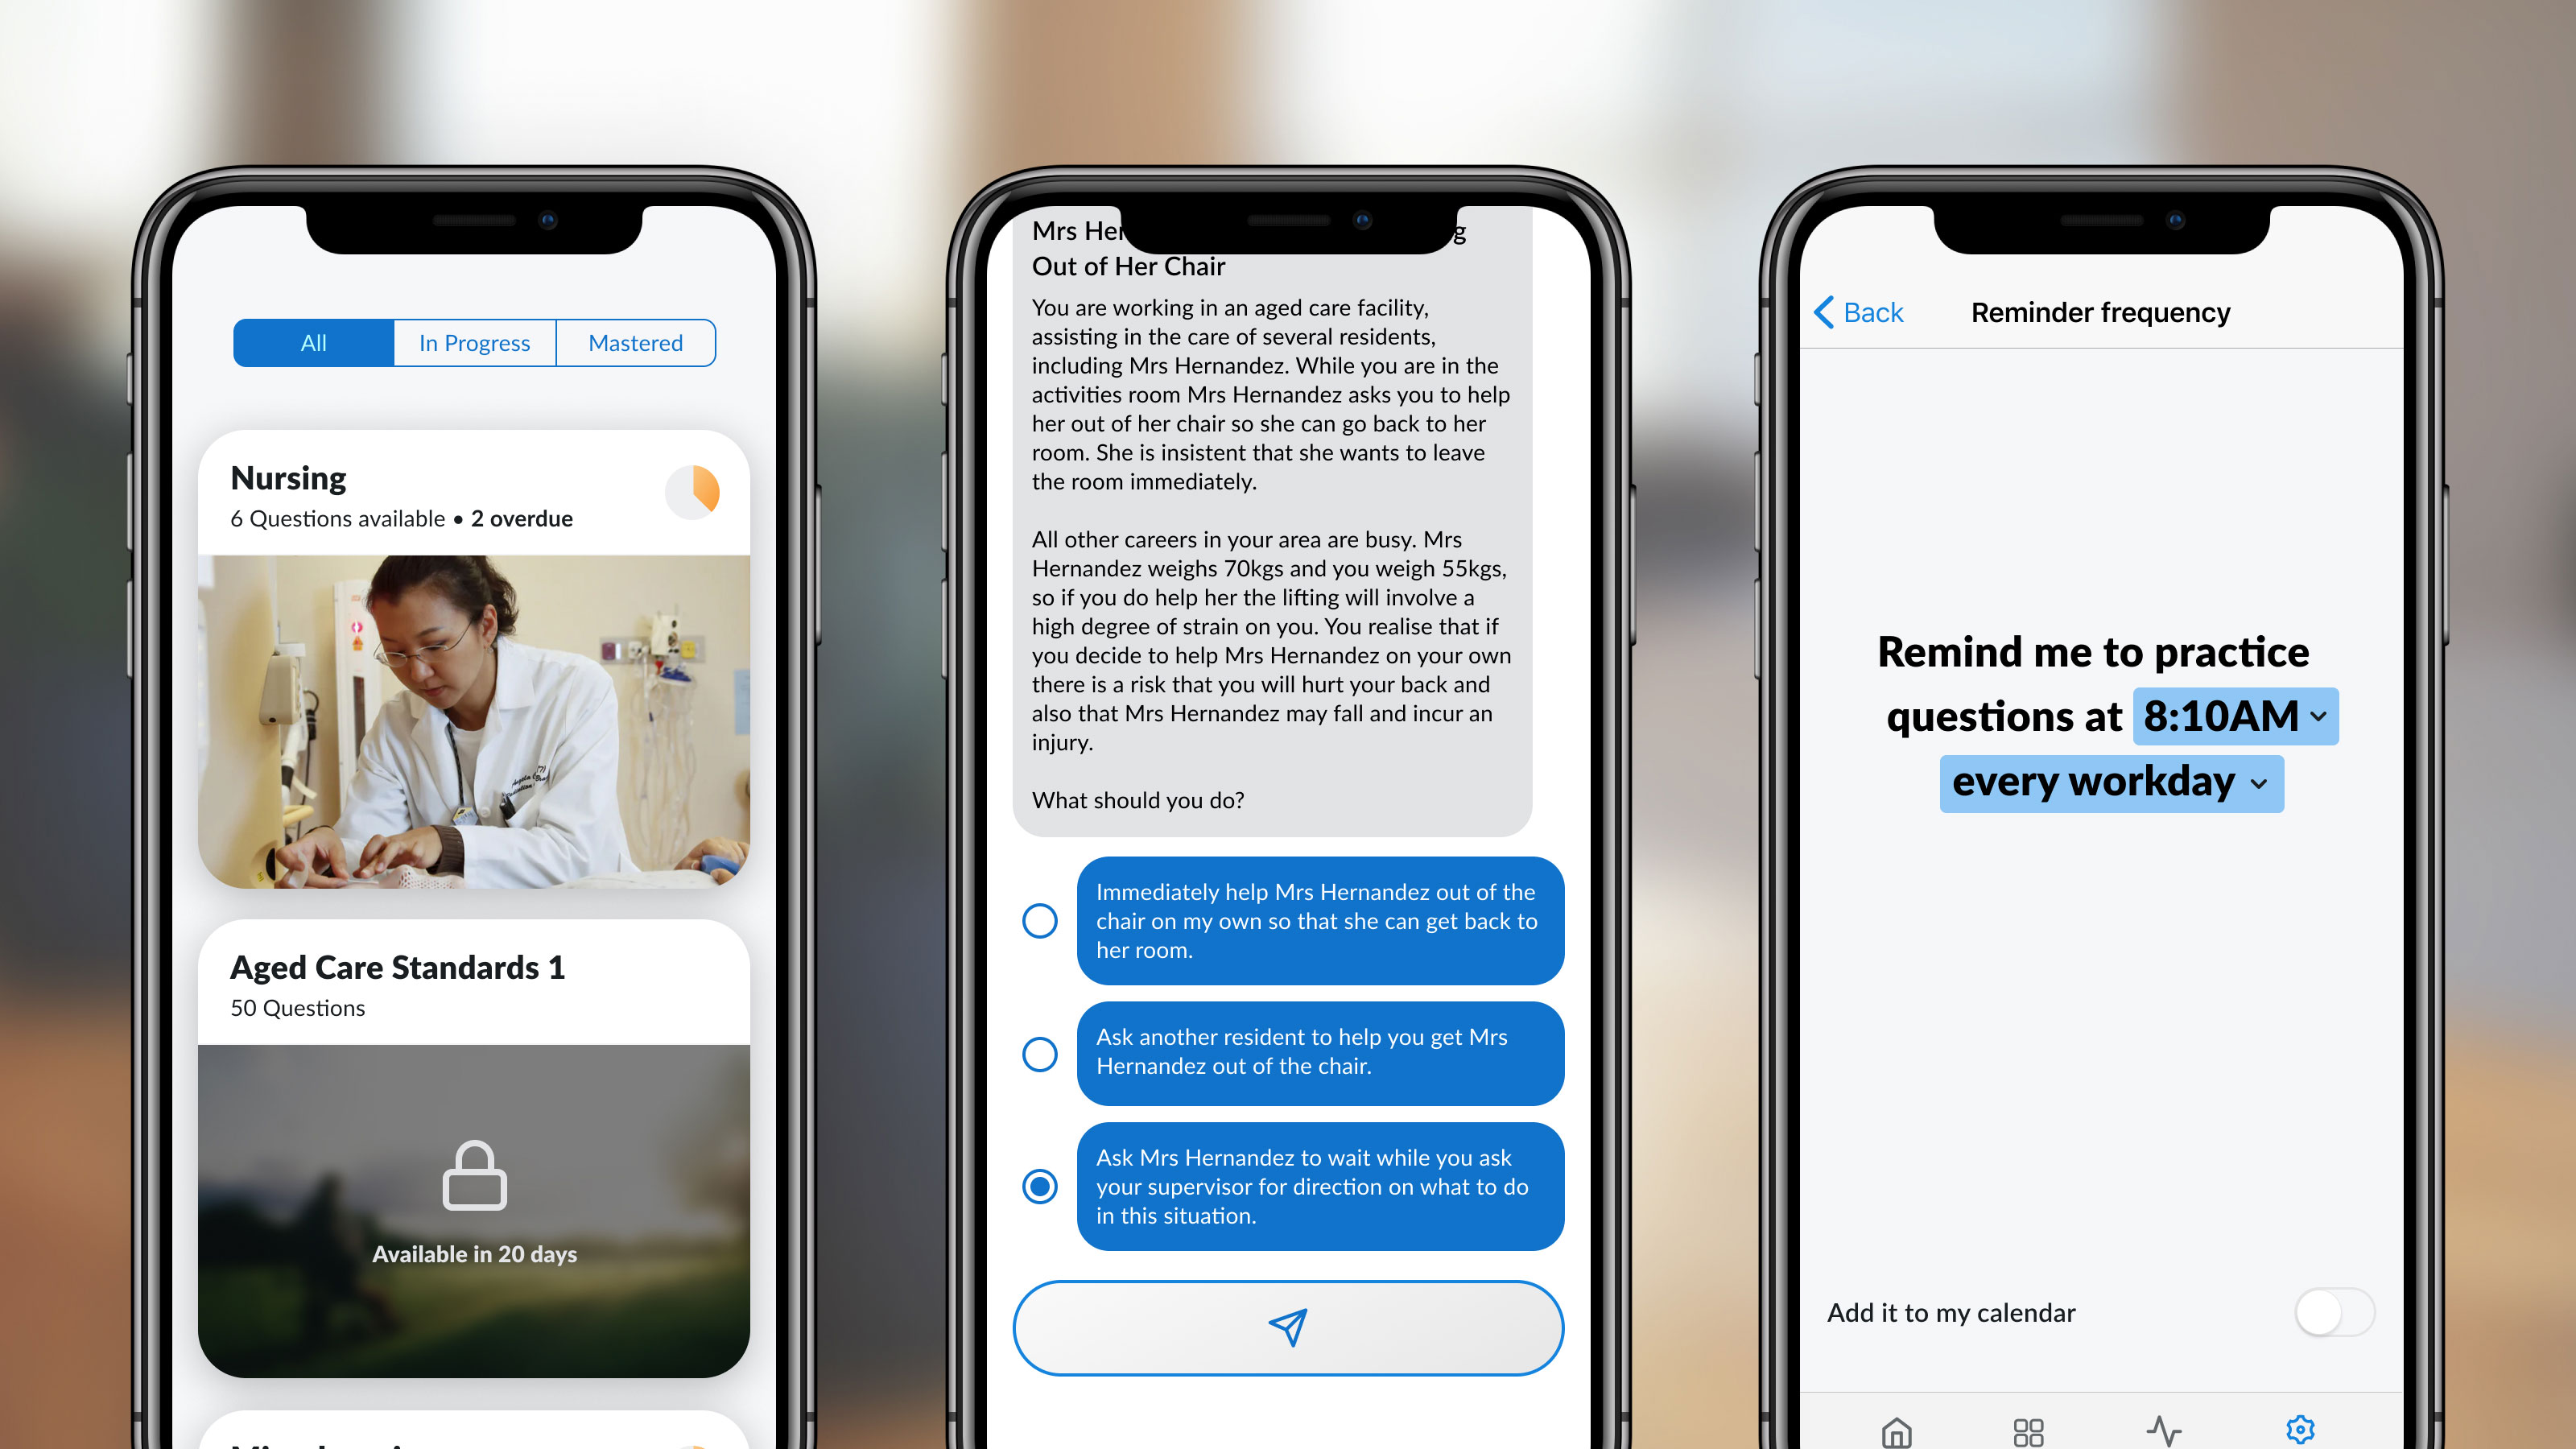 All
In Progress
Mastered
Nursing
6 Questions available • 2 overdue
Aged Care Standards 1
50 Questions
Available in 20 days
Mrs
Out of Her Chair
You are working in an aged care facility,
assisting in the care of several residents,
including Mrs Hernandez. While you are in the
activities room Mrs Hernandez asks you to help
her out of her chair so she can go back to her
room. She is insistent that she wants to leave
the room immediately.
All other careers in your area are busy. Mrs
Hernandez weighs 70kgs and you weigh 55kgs,
so if you do help her the lifting will involve a
high degree of strain on you. You realise that if
you decide to help Mrs Hernandez on your own
there is a risk that you will hurt your back and
also that Mrs Hernandez may fall and incur an
injury.
What should you do?
Immediately help Mrs Hernandez out of the
chair on my own so that she can get back to
her room.
Ask another resident to help you get Mrs
Hernandez out of the chair.
Ask Mrs Hernandez to wait while you ask
your supervisor for direction on what to do
in this situation.
Back
Reminder frequency
Remind me to practice
questions at 8:10AM
every workday
Add it to my calendar